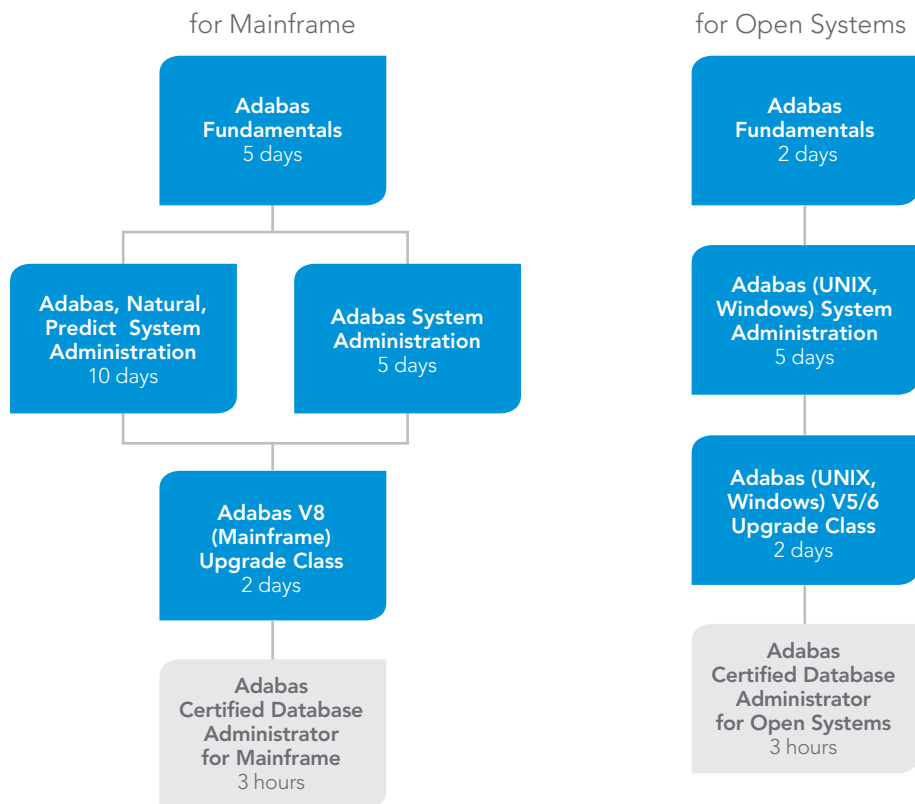 for Mainframe
Adabas
Fundamentals
5 days
Adabas, Natural,
Predict System
Administration
10 days
Adabas System
Administration
5 days
Adabas V8
(Mainframe)
Upgrade Class
2 days
Adabas
Certified Database
Administrator
for Mainframe
3 hours
for Open Systems
Adabas
Fundamentals
2 days
Adabas (UNIX,
Windows) System
Administration
5 days
Adabas (UNIX,
Windows) V5/6
Upgrade Class
2 days
Adabas
Certified Database
Administrator
for Open Systems
3 hours